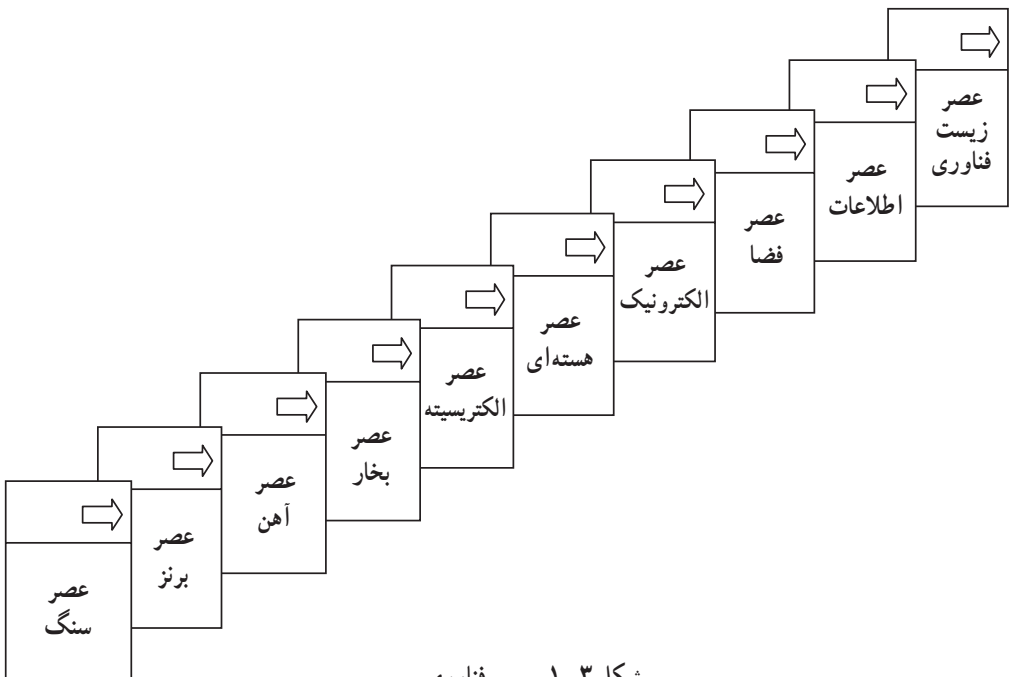 عصر
زیست
فناوری
عصر
اطلاعات
عصر
فضا
عصر
الکترونیک
عصر
هسته‌ای
عصر
الکتریسیته
عصر
بخار
عصر
آهن
عصر
برنز
عصر
سنگ